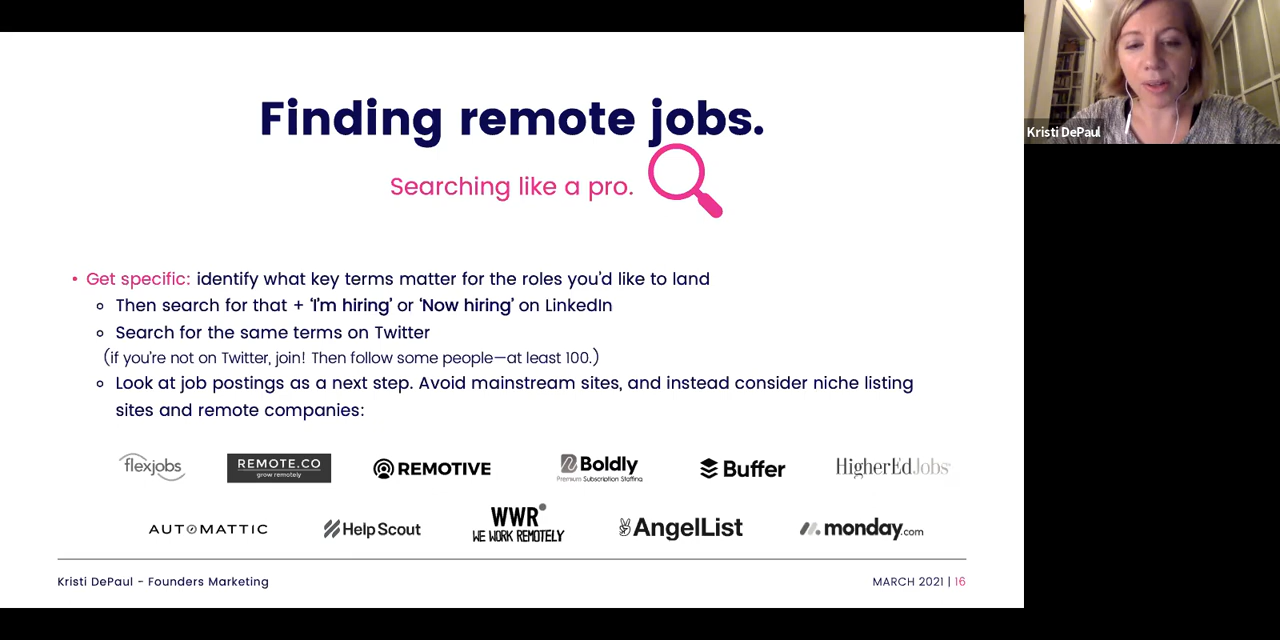 Finding remote jobs.
Searching like a pro.
• Get specific: identify what key terms matter for the roles you'd like to land
Then search for that + 'I'm hiring' or 'Now hiring' on LinkedIn
Search for the same terms on Twitter
(if you're not on Twitter, join! Then follow some people—at least 100.)
Look at job postings as a next step. Avoid mainstream sites, and instead consider niche listing
sites and remote companies:
flexjobs
REMOTE.CO
grow remotely
REMOTIVE
Boldly
Premium Subscription Staffing
Buffer
HigherEdJobs
AUTOMATTIC
Help Scout
WWR
WE WORK REMOTELY
AngelList
monday.com
Kristi DePaul - Founders Marketing
MARCH 2021 | 16
Kristi DePaul